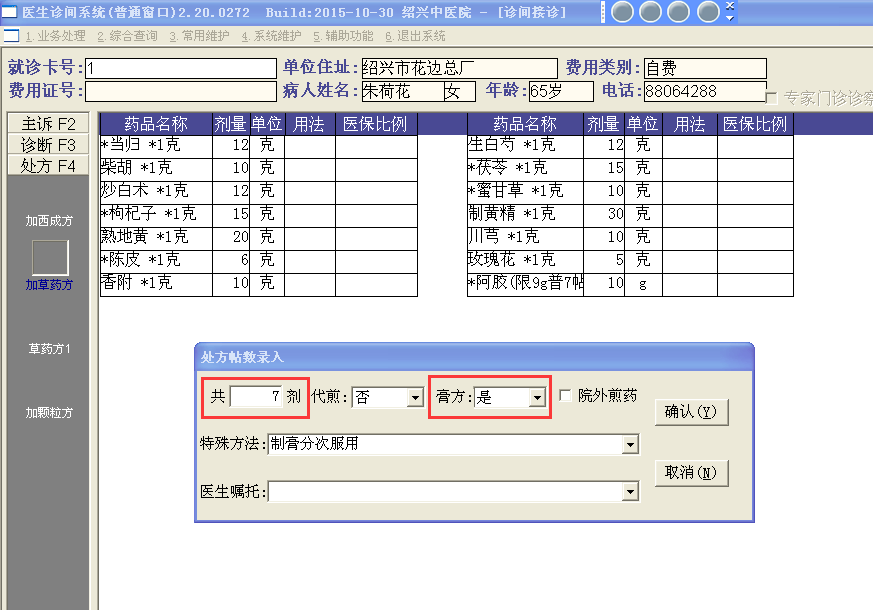 医生诊间系统(普通窗口)2.20.0272 Build:2015-10-30 绍兴中医院 - [诊间接诊]
1.业务处理 2.综合查询 3.常用维护 4.系统维护 5.辅助功能 6.退出系统
就诊卡号:1 单位住址:绍兴市花边总厂 费用类别:自费
费用证号: 病人姓名:朱荷花 女 年龄:65岁 电话:88064288 专家门诊诊察
主诉 F2
诊断 F3
处方 F4
加西成方
加草药方
草药方1
加颗粒方
药品名称 剂量 单位 用法 医保比例 药品名称 剂量 单位 用法 医保比例
*当归 *1克 12 克 生白芍 *1克 12 克
柴胡 *1克 10 克 *茯苓 *1克 15 克
炒白术 *1克 12 克 *蜜甘草 *1克 10 克
*枸杞子 *1克 15 克 制黄精 *1克 30 克
熟地黄 *1克 20 克 川芎 *1克 10 克
*陈皮 *1克 6 克 玫瑰花 *1克 5 克
香附 *1克 10 克 *阿胶(限9g普7帖 10 g
处方帖数录入
共 7 剂 代煎:否 膏方:是 院外煎药
确认(Y)
特殊方法:制膏分次服用
取消(N)
医生嘱托: